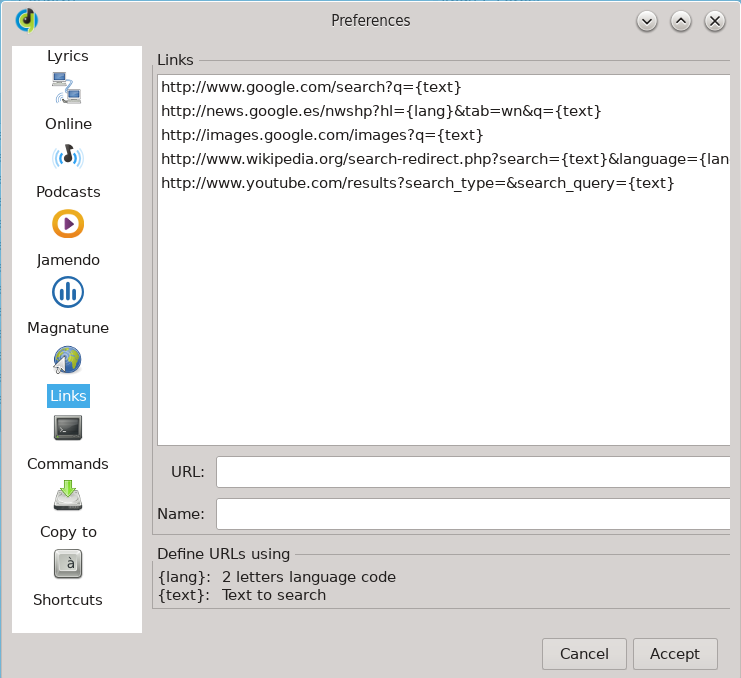 Preferences
Lyrics
Online
Podcasts
Jamendo
Magnatune
Links
Commands
Copy to
Shortcuts
Links
http://www.google.com/search?q={text}
http://news.google.es/nwshp?hl={lang}&tab=wn&q={text}
http://images.google.com/images?q={text}
http://www.wikipedia.org/search-redirect.php?search={text}&language={lan
http://www.youtube.com/results?search_type=&search_query={text}
URL:
Name:
Define URLs using
{lang}: 2 letters language code
{text}: Text to search
Cancel Accept